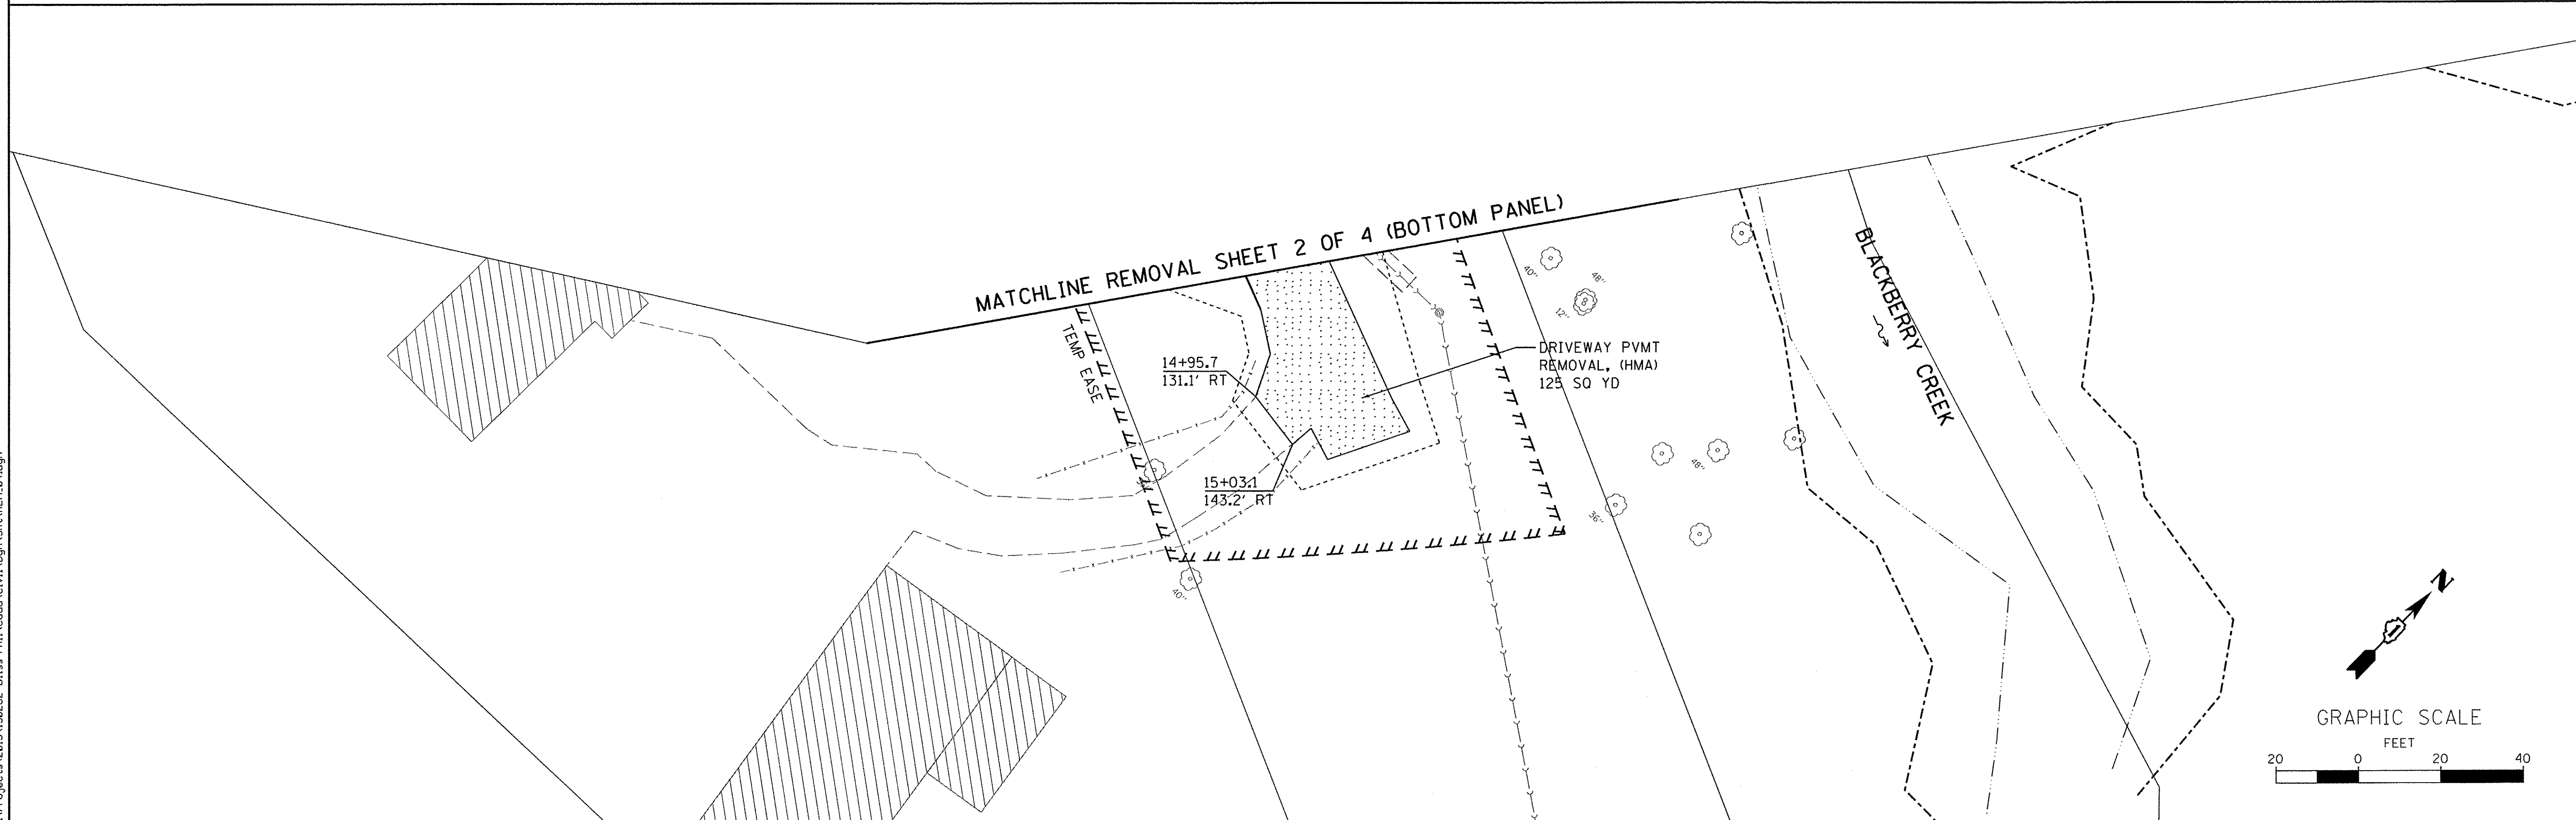 MATCHLINE REMOVAL SHEET 2 OF 4 (BOTTOM PANEL)
TEMP EASE
14+95.7
131.1' RT
15+03.1
143.2' RT
DRIVEWAY PVMT
REMOVAL, (HMA)
125 SQ YD
40"
48"
12"
8
48"
36"
40"
BLACKBERRY CREEK
N
GRAPHIC SCALE
FEET
20 0 20 40